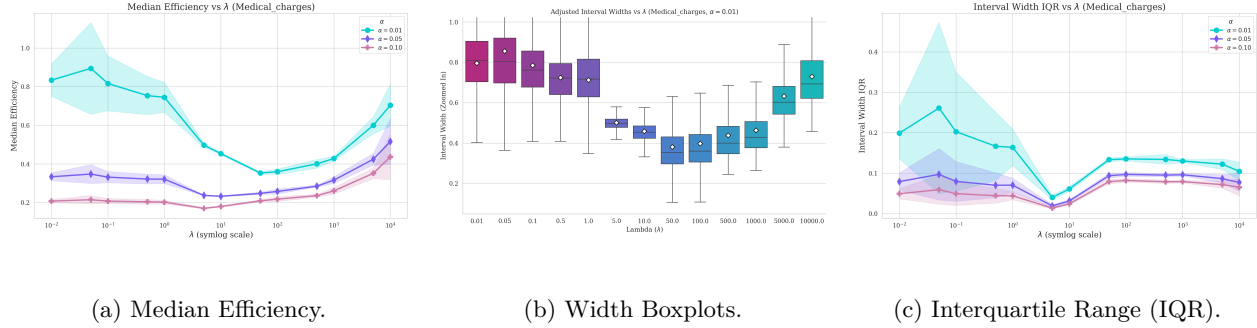 Median Efficiency vs λ (Medical_charges)
α
α = 0.01
α = 0.05
α = 0.10
1.0
0.8
0.6
0.4
0.2
Median Efficiency
10⁻² 10⁻¹ 10⁰ 10¹ 10² 10³ 10⁴
λ (symlog scale)
Adjusted Interval Widths vs λ (Medical_charges, α = 0.01)
1.0
0.8
0.6
0.4
0.2
Interval Width (Zoomed In)
0.01 0.05 0.1 0.5 1.0 5.0 10.0 50.0 100.0 500.0 1000.0 5000.0 10000.0
Lambda (λ)
Interval Width IQR vs λ (Medical_charges)
α
α = 0.01
α = 0.05
α = 0.10
0.4
0.3
0.2
0.1
0.0
Interval Width IQR
10⁻² 10⁻¹ 10⁰ 10¹ 10² 10³ 10⁴
λ (symlog scale)
(a) Median Efficiency.
(b) Width Boxplots.
(c) Interquartile Range (IQR).